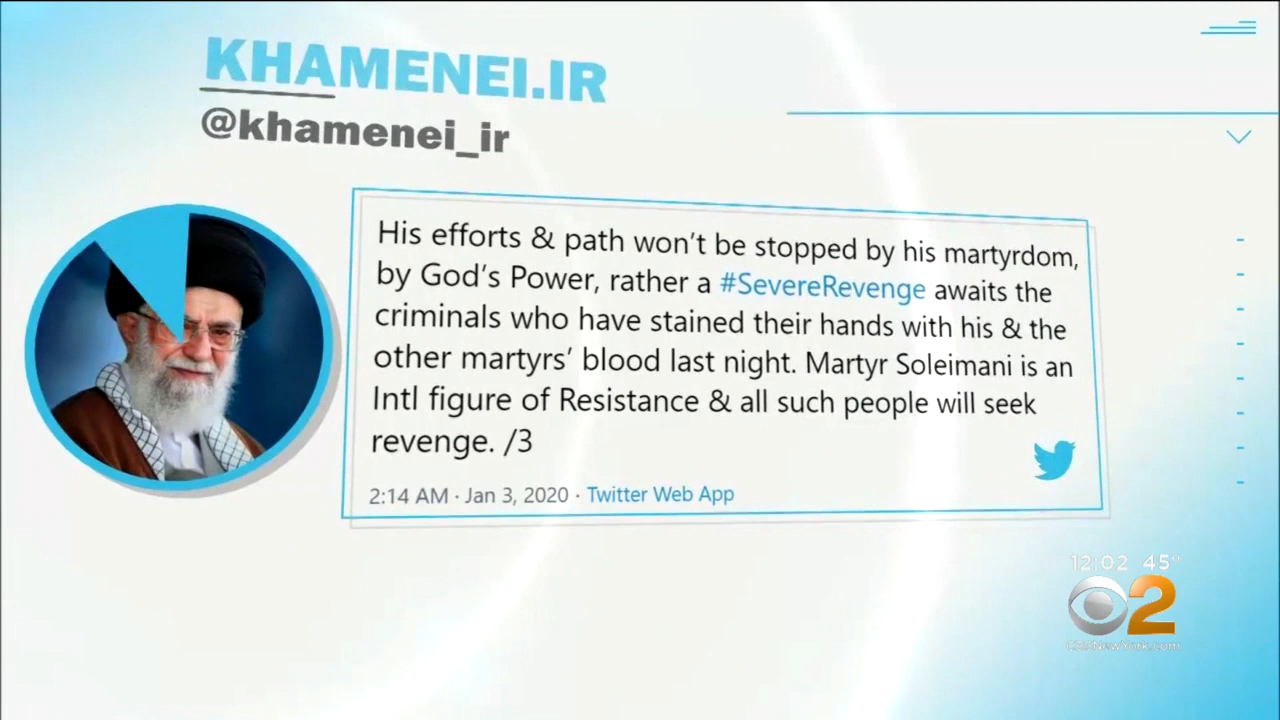 KHAMENEI.IR
@khamenei_ir
His efforts & path won't be stopped by his martyrdom,
by God's Power, rather a #SevereRevenge awaits the
criminals who have stained their hands with his & the
other martyrs' blood last night. Martyr Soleimani is an
Intl figure of Resistance & all such people will seek
revenge. /3
2:14 AM · Jan 3, 2020 · Twitter Web App
12:02 45°
2
CBSNewYork.com